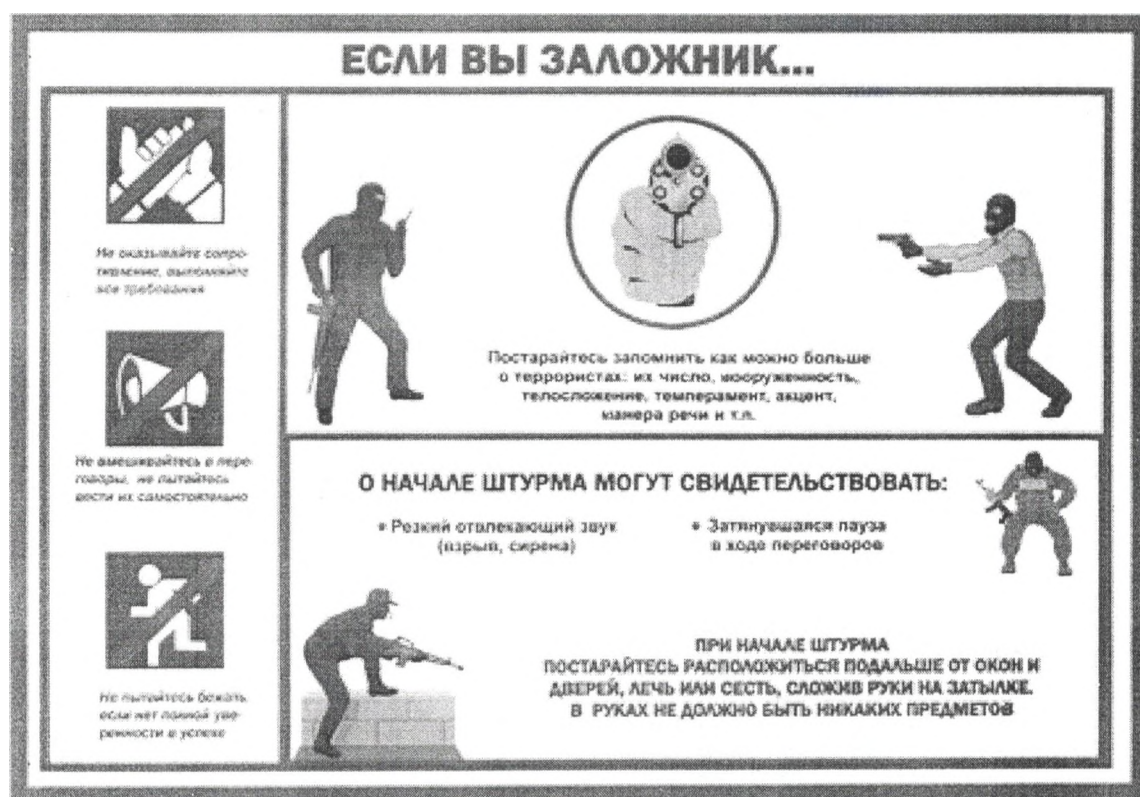 ЕСЛИ ВЫ ЗАЛОЖНИК...
Не оказывайте сопро-
тивление, выполняйте
все требования
Не вмешивайтесь в пере-
говоры, не пытайтесь
вести их самостоятельно
Не пытайтесь бежать,
если нет полной уве-
ренности в успехе
Постарайтесь запомнить как можно больше
о террористах: их число, вооруженность,
телосложение, темперамент, акцент,
манера речи и т.п.
О НАЧАЛЕ ШТУРМА МОГУТ СВИДЕТЕЛЬСТВОВАТЬ:
• Резкий отвлекающий звук
(взрыв, сирена)
• Затянувшаяся пауза
в ходе переговоров
ПРИ НАЧАЛЕ ШТУРМА
ПОСТАРАЙТЕСЬ РАСПОЛОЖИТЬСЯ ПОДАЛЬШЕ ОТ ОКОН И
ДВЕРЕЙ, ЛЕЧЬ ИЛИ СЕСТЬ, СЛОЖИВ РУКИ НА ЗАТЫЛКЕ.
В РУКАХ НЕ ДОЛЖНО БЫТЬ НИКАКИХ ПРЕДМЕТОВ